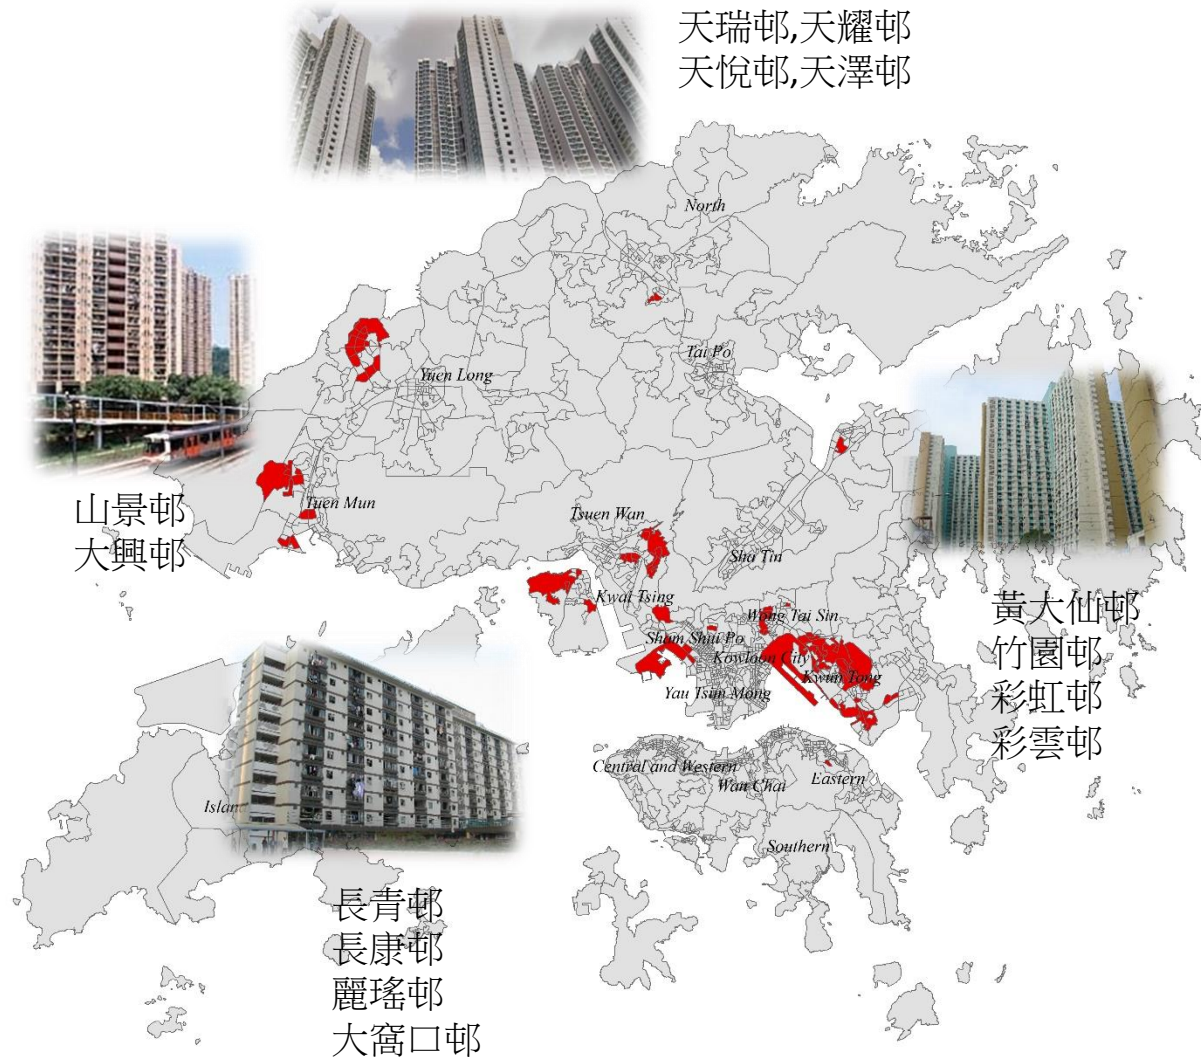 天瑞邨,天耀邨
天悅邨,天澤邨
North
Tai Po
Yuen Long
山景邨
大興邨
Tuen Mun
Tsuen Wan
Sha Tin
Kwai Tsing
Wong Tai Sin
Sham Shui Po
Kowloon City
Kwun Tong
Yau Tsim Mong
黃大仙邨
竹園邨
彩虹邨
彩雲邨
Central and Western
Wan Chai
Eastern
Southern
長青邨
長康邨
麗瑤邨
大窩口邨